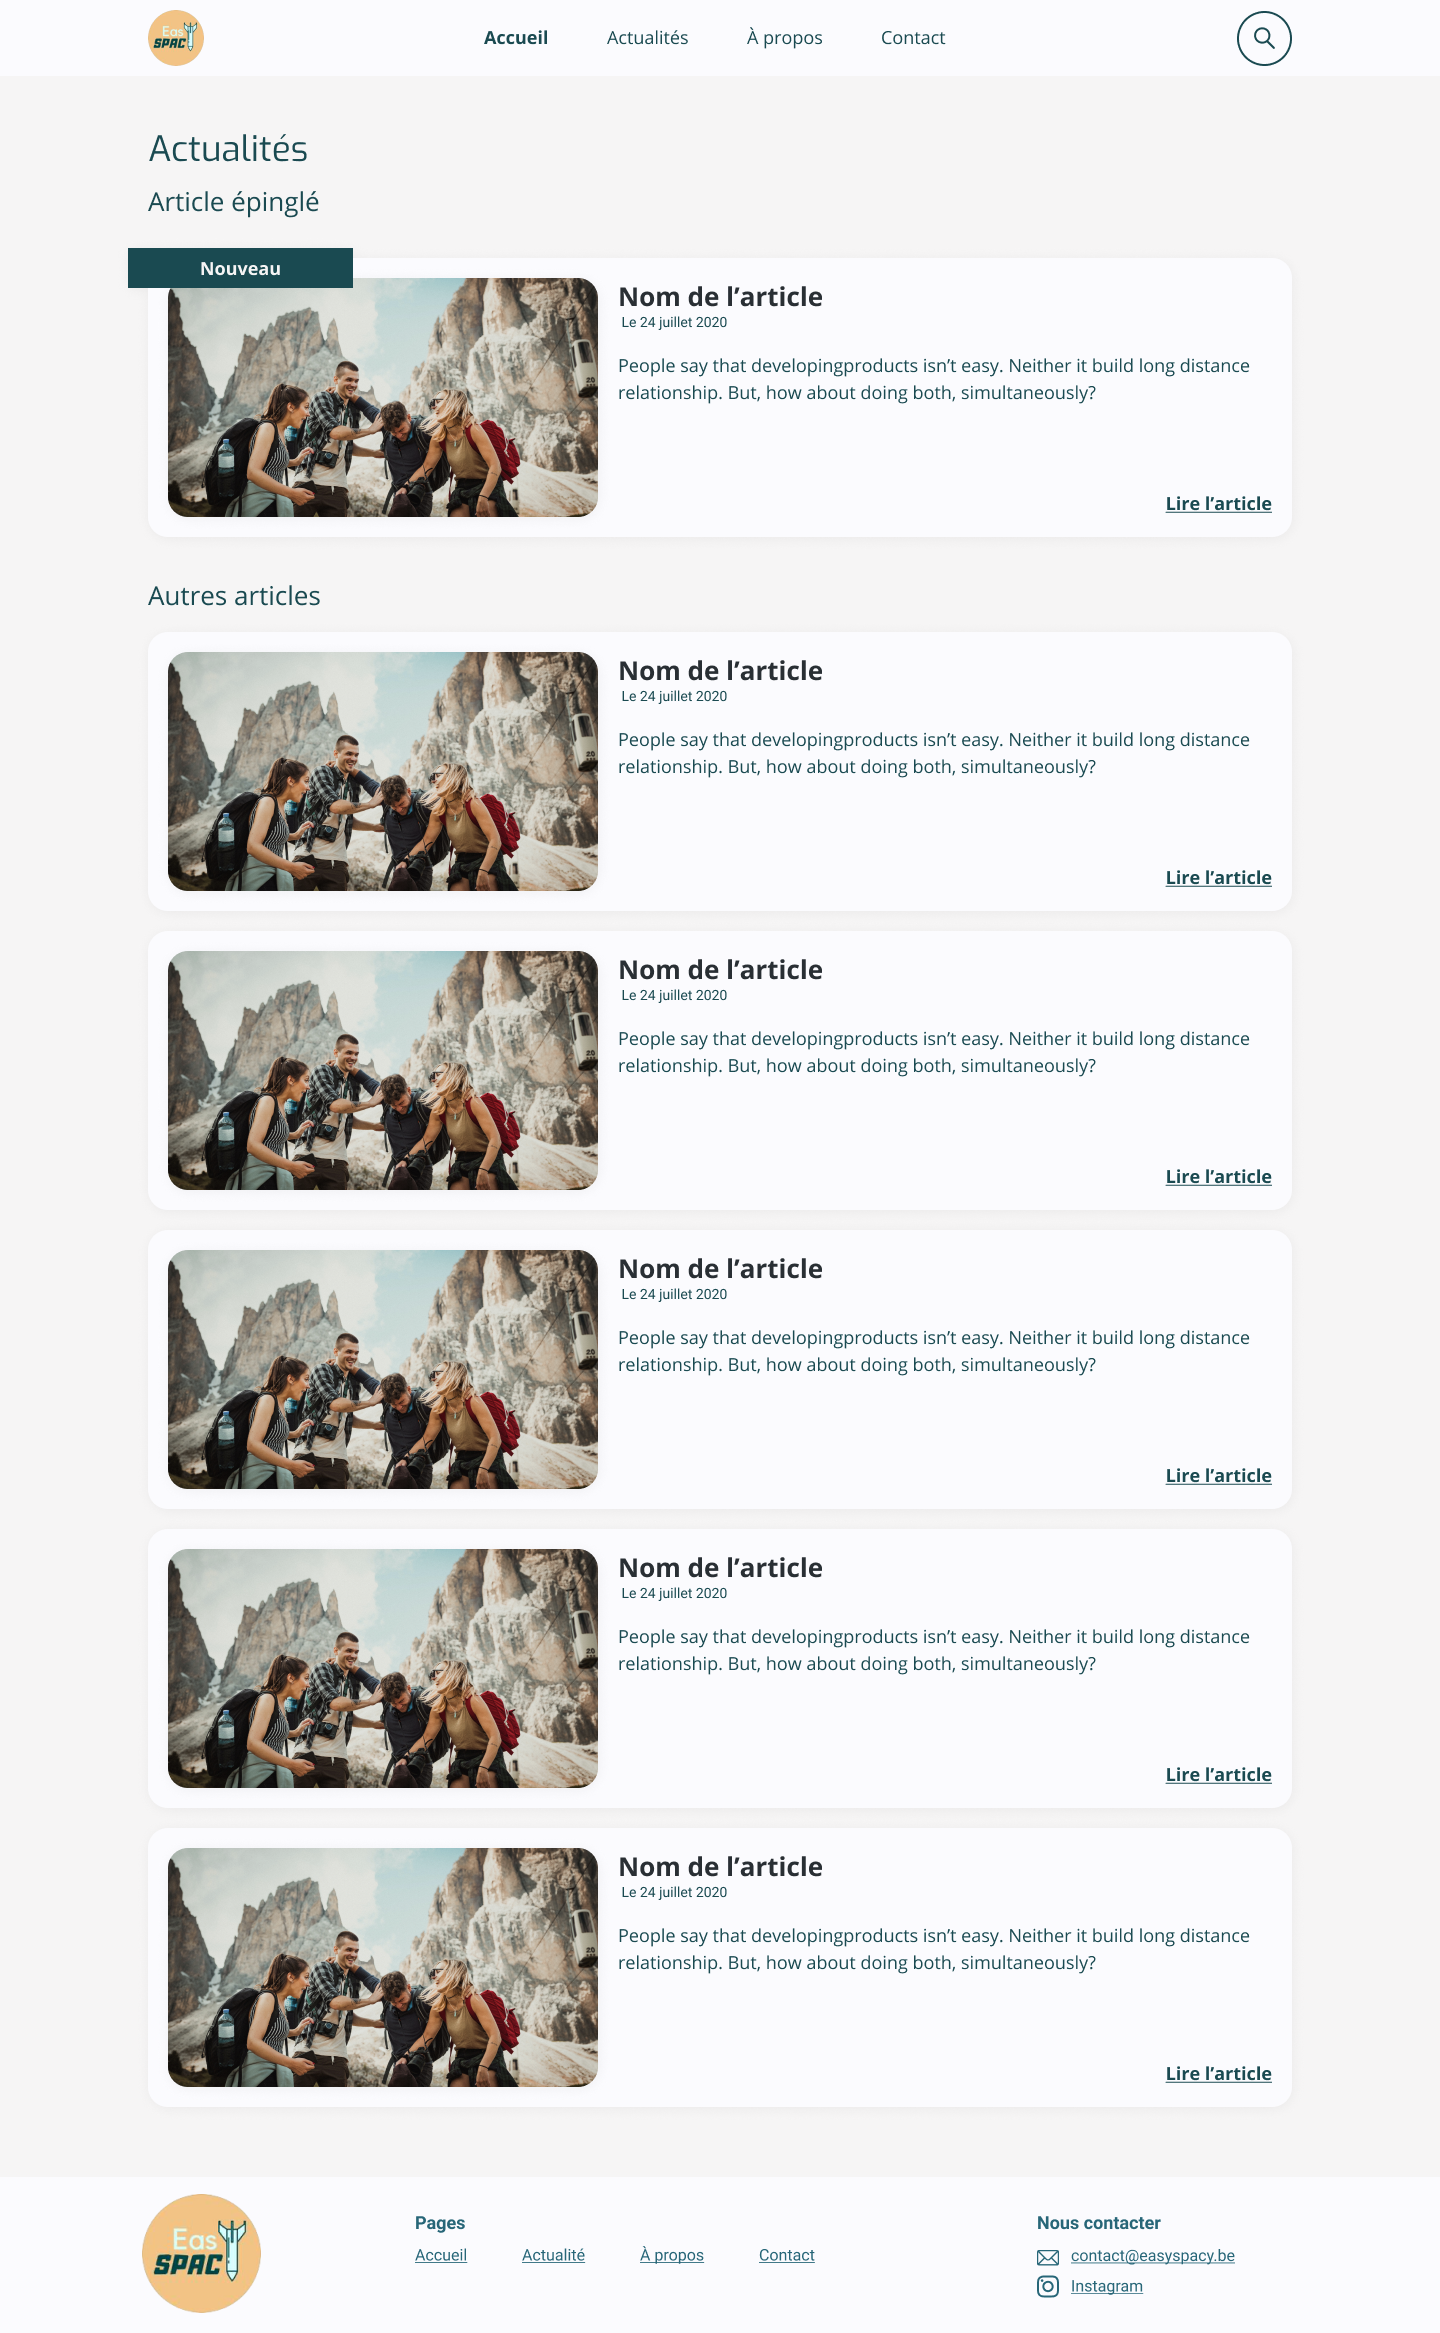 Eas
SPAC
Accueil
Actualités
À propos
Contact
Actualités
Article épinglé
Nouveau
Nom de l’article
Le 24 juillet 2020
People say that developingproducts isn’t easy. Neither it build long distance
relationship. But, how about doing both, simultaneously?
Lire l’article
Autres articles
Nom de l’article
Le 24 juillet 2020
People say that developingproducts isn’t easy. Neither it build long distance
relationship. But, how about doing both, simultaneously?
Lire l’article
Nom de l’article
Le 24 juillet 2020
People say that developingproducts isn’t easy. Neither it build long distance
relationship. But, how about doing both, simultaneously?
Lire l’article
Nom de l’article
Le 24 juillet 2020
People say that developingproducts isn’t easy. Neither it build long distance
relationship. But, how about doing both, simultaneously?
Lire l’article
Nom de l’article
Le 24 juillet 2020
People say that developingproducts isn’t easy. Neither it build long distance
relationship. But, how about doing both, simultaneously?
Lire l’article
Nom de l’article
Le 24 juillet 2020
People say that developingproducts isn’t easy. Neither it build long distance
relationship. But, how about doing both, simultaneously?
Lire l’article
Eas
SPAC
Pages
Accueil
Actualité
À propos
Contact
Nous contacter
contact@easyspacy.be
Instagram